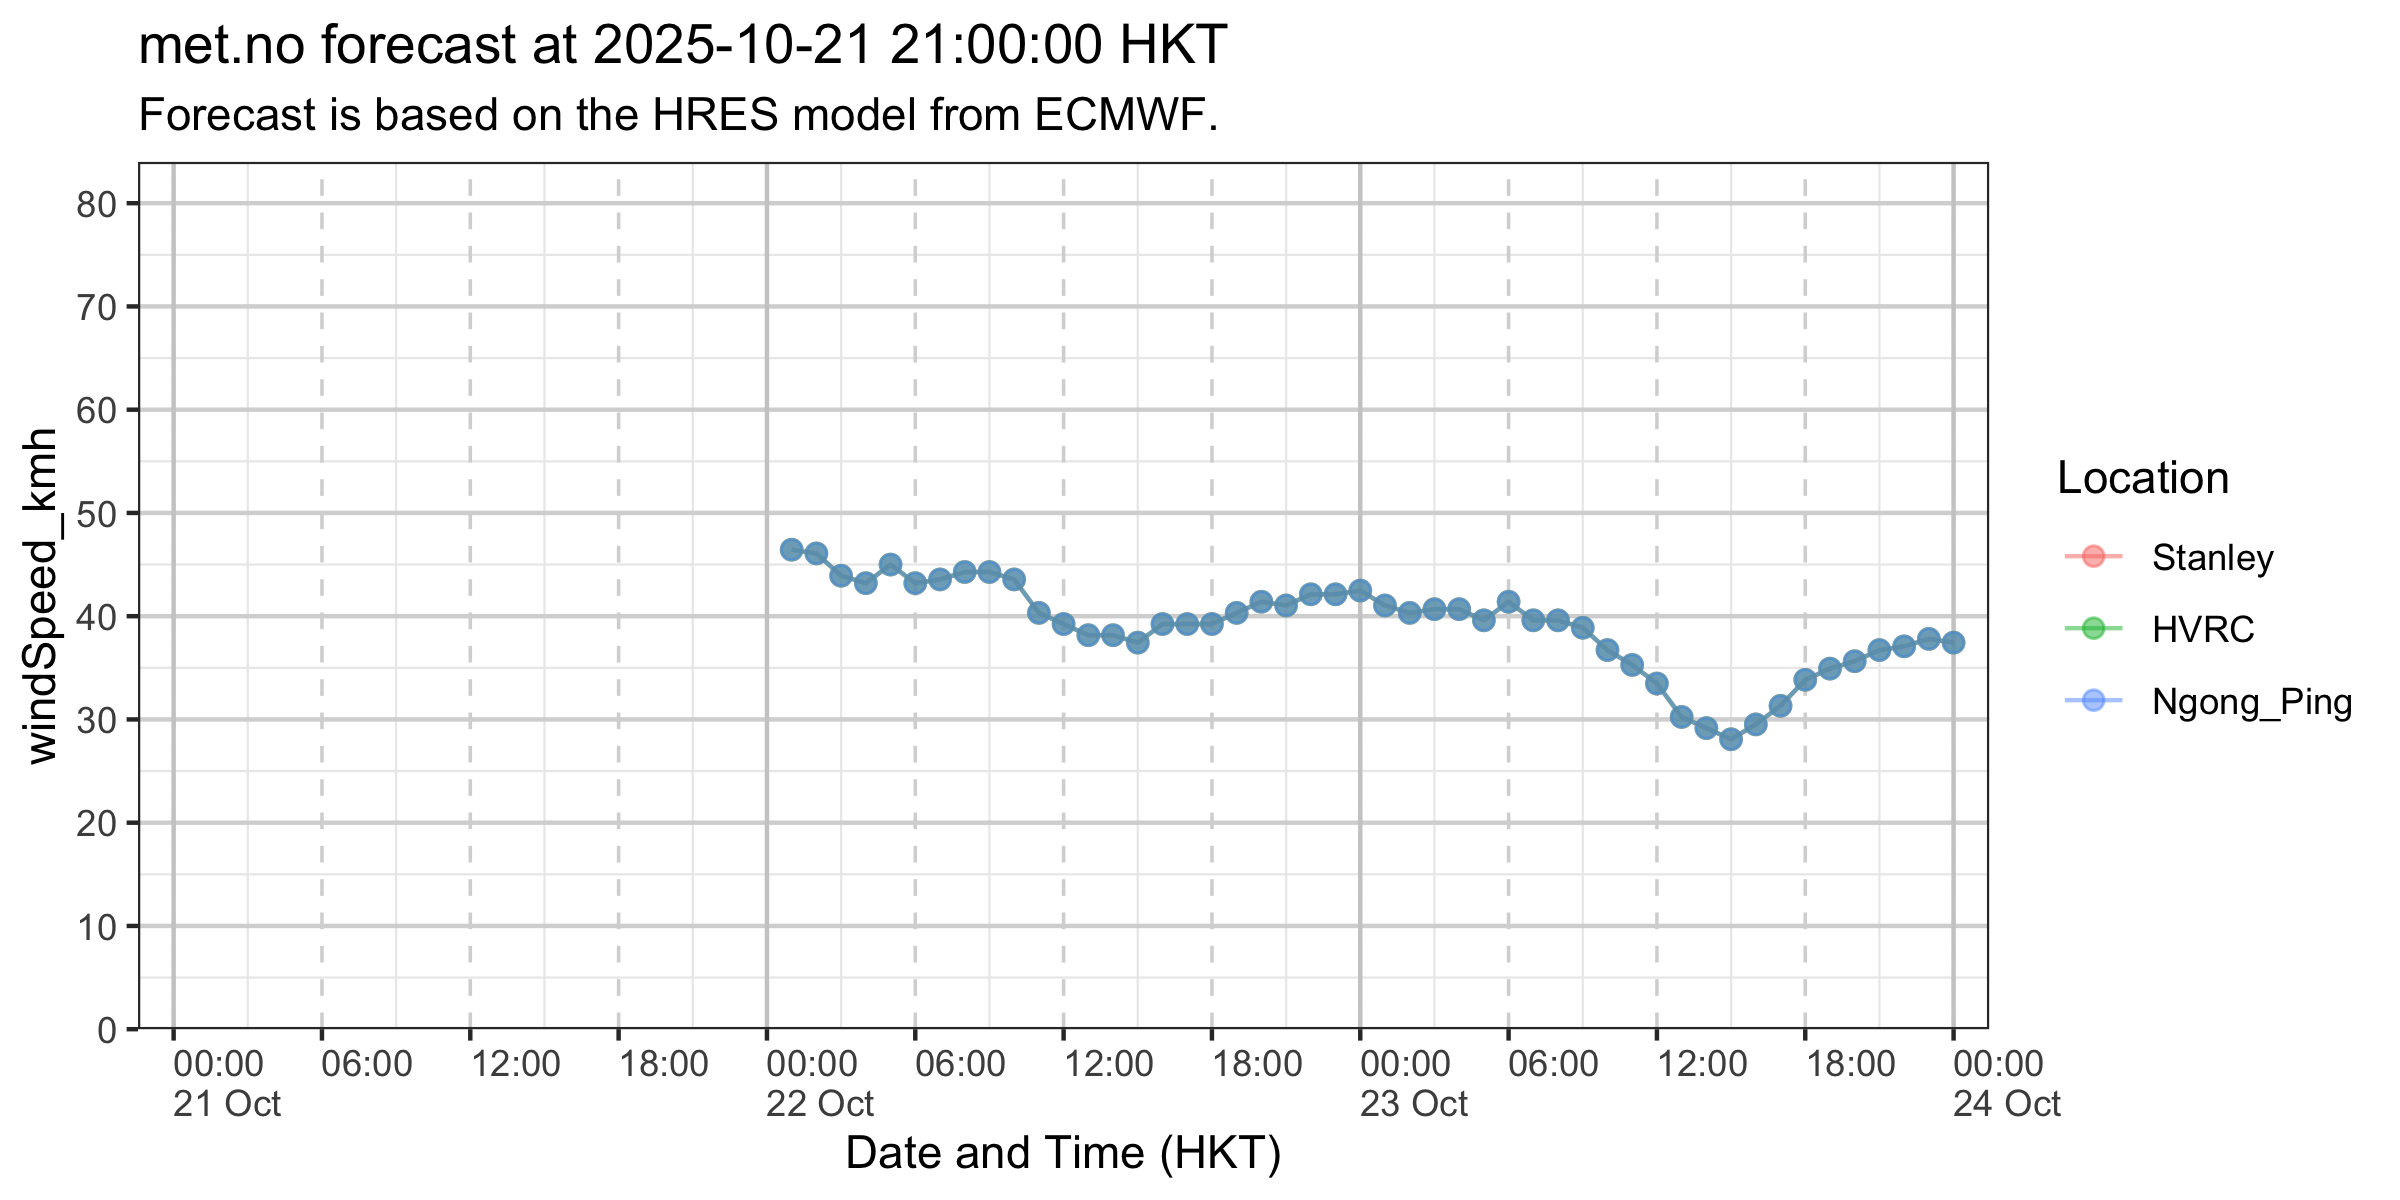 met.no forecast at 2025-10-21 21:00:00 HKT
Forecast is based on the HRES model from ECMWF.
windSpeed_kmh
80
70
60
50
40
30
20
10
0
00:00 06:00 12:00 18:00 00:00 06:00 12:00 18:00 00:00 06:00 12:00 18:00 00:00
21 Oct 22 Oct 23 Oct 24 Oct
Date and Time (HKT)
Location
Stanley
HVRC
Ngong_Ping